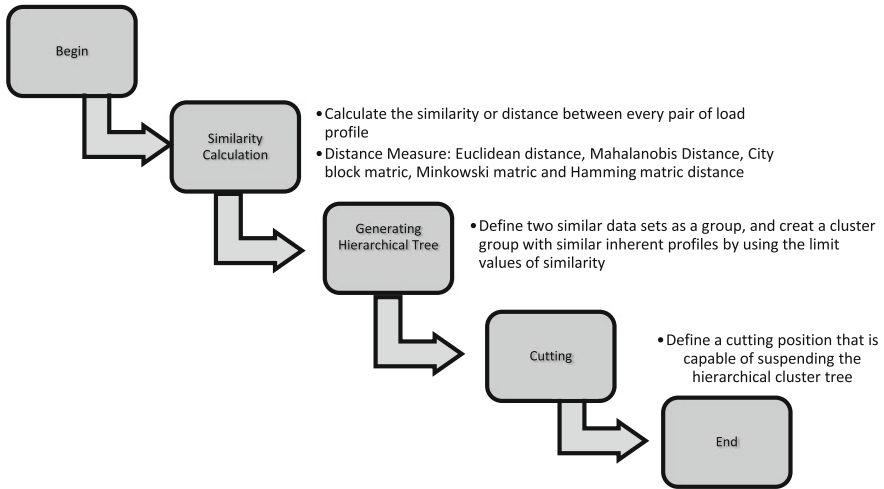 Begin
Similarity
Calculation
•Calculate the similarity or distance between every pair of load
profile
•Distance Measure: Euclidean distance, Mahalanobis Distance, City
block matric, Minkowski matric and Hamming matric distance
Generating
Hierarchical Tree
•Define two similar data sets as a group, and creat a cluster
group with similar inherent profiles by using the limit
values of similarity
Cutting
•Define a cutting position that is
capable of suspending the
hierarchical cluster tree
End